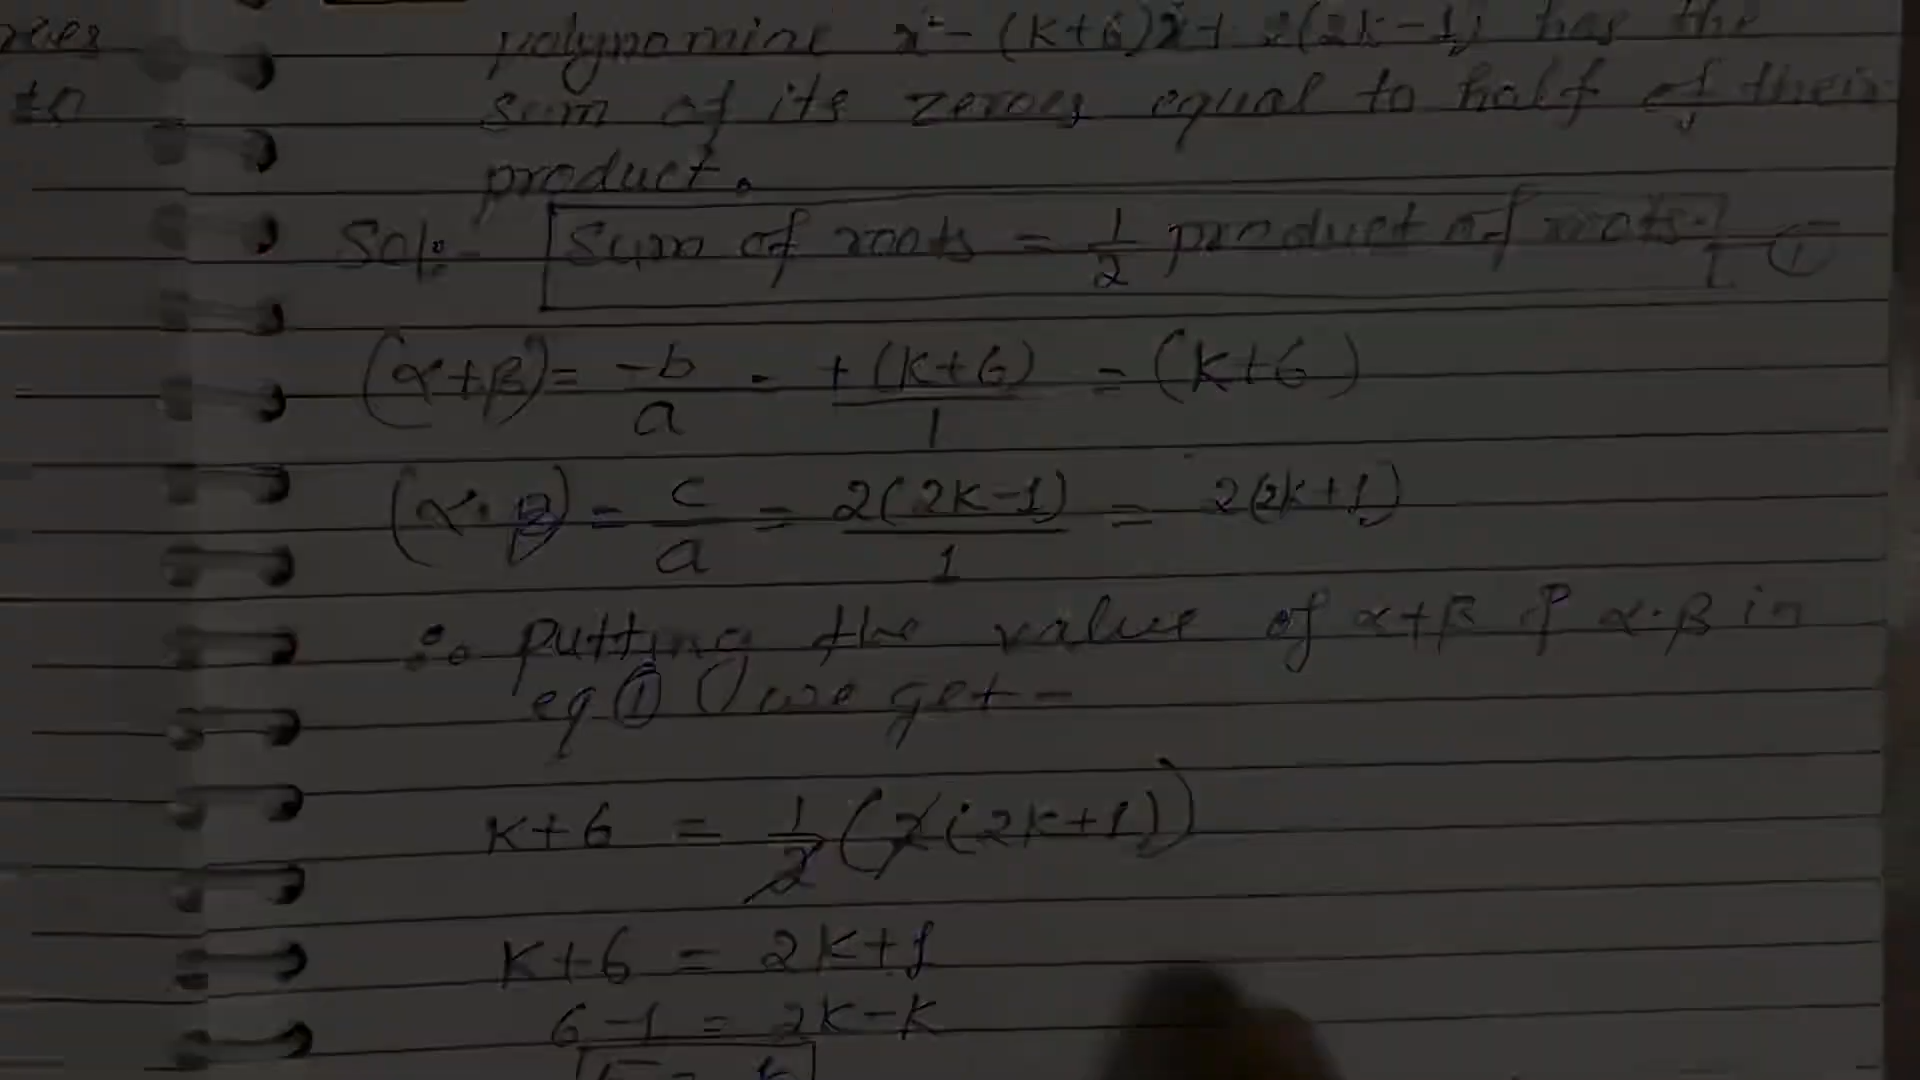 to
polynomial x² - (k+6)x + 2(2k-1) has the
sum of its zeroes equal to half of their
product.
Sol:- Sum of roots = 1/2 product of roots. ①
(α+β) = -b/a = +(k+6)/1 = (k+6)
(α·β) = c/a = 2(2k-1)/1 = 2(2k+1)
∴ putting the value of α+β & α·β in
eq ① we get -
k+6 = 1/2 (2(2k+1))
k+6 = 2k+1
6-1 = 2k-k
5 = k